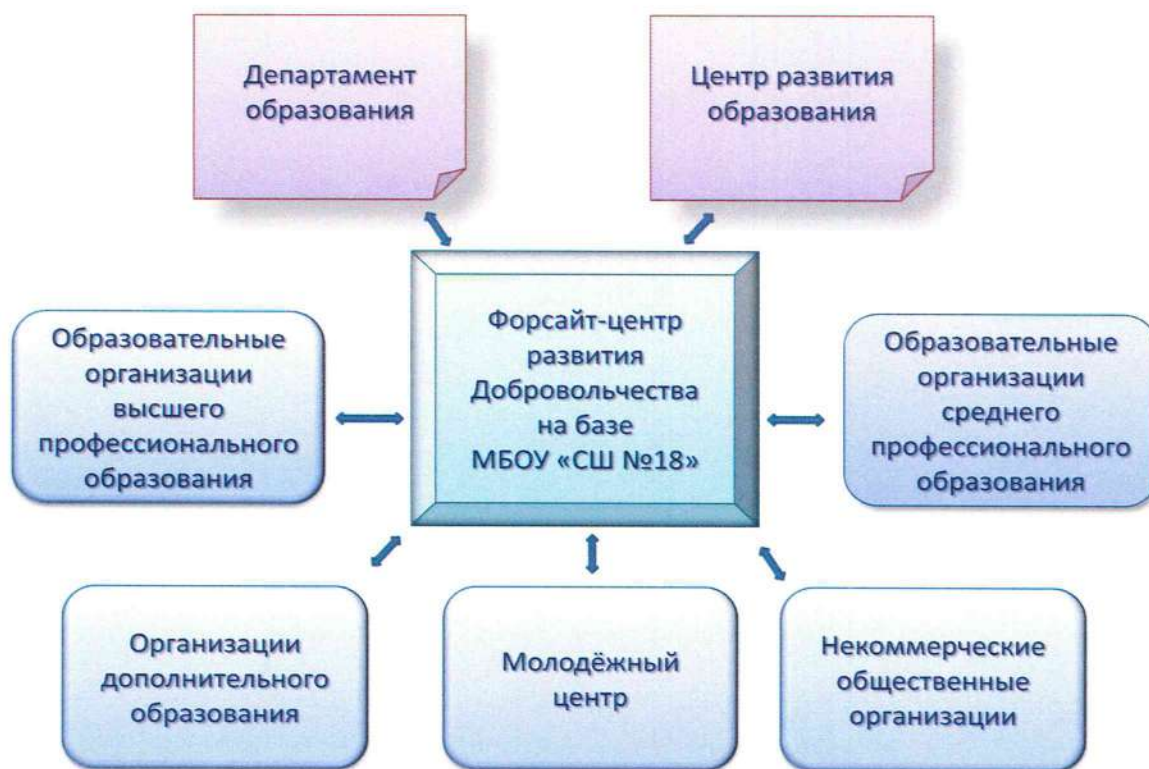 Департамент
образования
Центр развития
образования
Форсайт-центр
развития
Добровольчества
на базе
МБОУ «СШ №18»
Образовательные
организации
высшего
профессионального
образования
Образовательные
организации
среднего
профессионального
образования
Организации
дополнительного
образования
Молодёжный
центр
Некоммерческие
общественные
организации